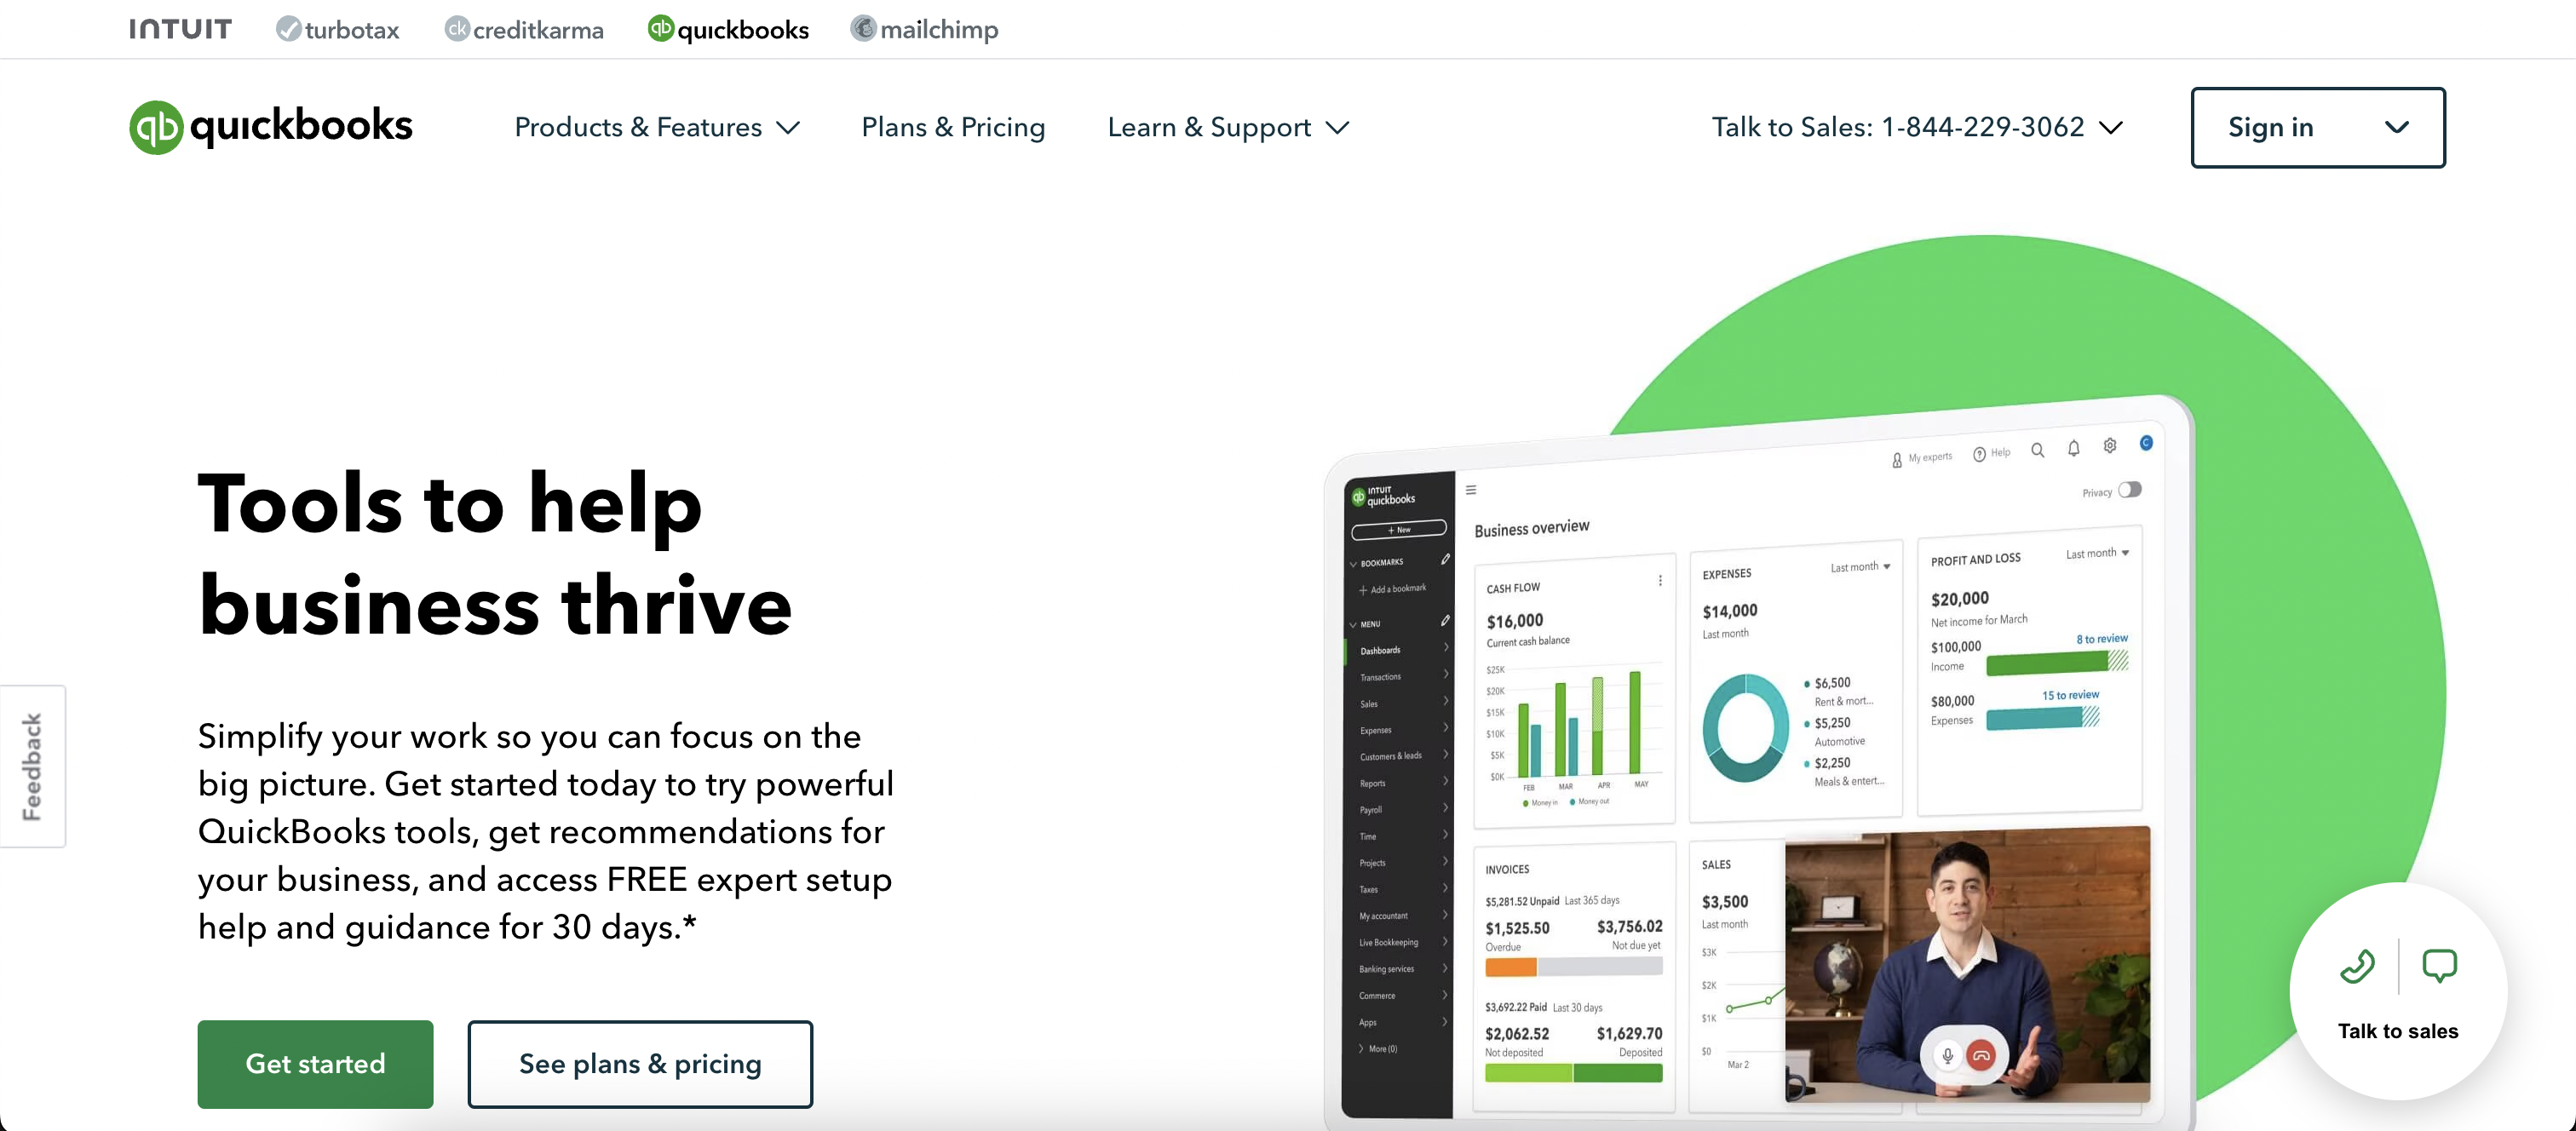 INTUIT turbotax creditkarma quickbooks mailchimp
quickbooks Products & Features Plans & Pricing Learn & Support Talk to Sales: 1-844-229-3062 Sign in
Tools to help
business thrive
Simplify your work so you can focus on the
big picture. Get started today to try powerful
QuickBooks tools, get recommendations for
your business, and access FREE expert setup
help and guidance for 30 days.*
Get started See plans & pricing
Feedback
My experts Help C
Privacy
INTUIT
quickbooks
+ New
BOOKMARKS
+ Add a bookmark
MENU
Dashboards
Transactions
Sales
Expenses
Customers & leads
Reports
Payroll
Time
Projects
Taxes
My accountant
Live Bookkeeping
Banking services
Commerce
Apps
More (0)
Business overview
CASH FLOW
$16,000
Current cash balance
$25K
$20K
$15K
$10K
$5K
$0K
FEB MAR APR MAY
Money in Money out
EXPENSES Last month
$14,000
Last month
$6,500
Rent & mort...
$5,250
Automotive
$2,250
Meals & entert...
PROFIT AND LOSS Last month
$20,000
Net income for March
8 to review
$100,000
Income
15 to review
$80,000
Expenses
INVOICES
$5,281.52 Unpaid Last 365 days
$1,525.50 $3,756.02
Overdue Not due yet
$3,692.22 Paid Last 30 days
$2,062.52 $1,629.70
Not deposited Deposited
SALES
$3,500
Last month
$3K
$2K
$1K
$0
Mar 2
Talk to sales